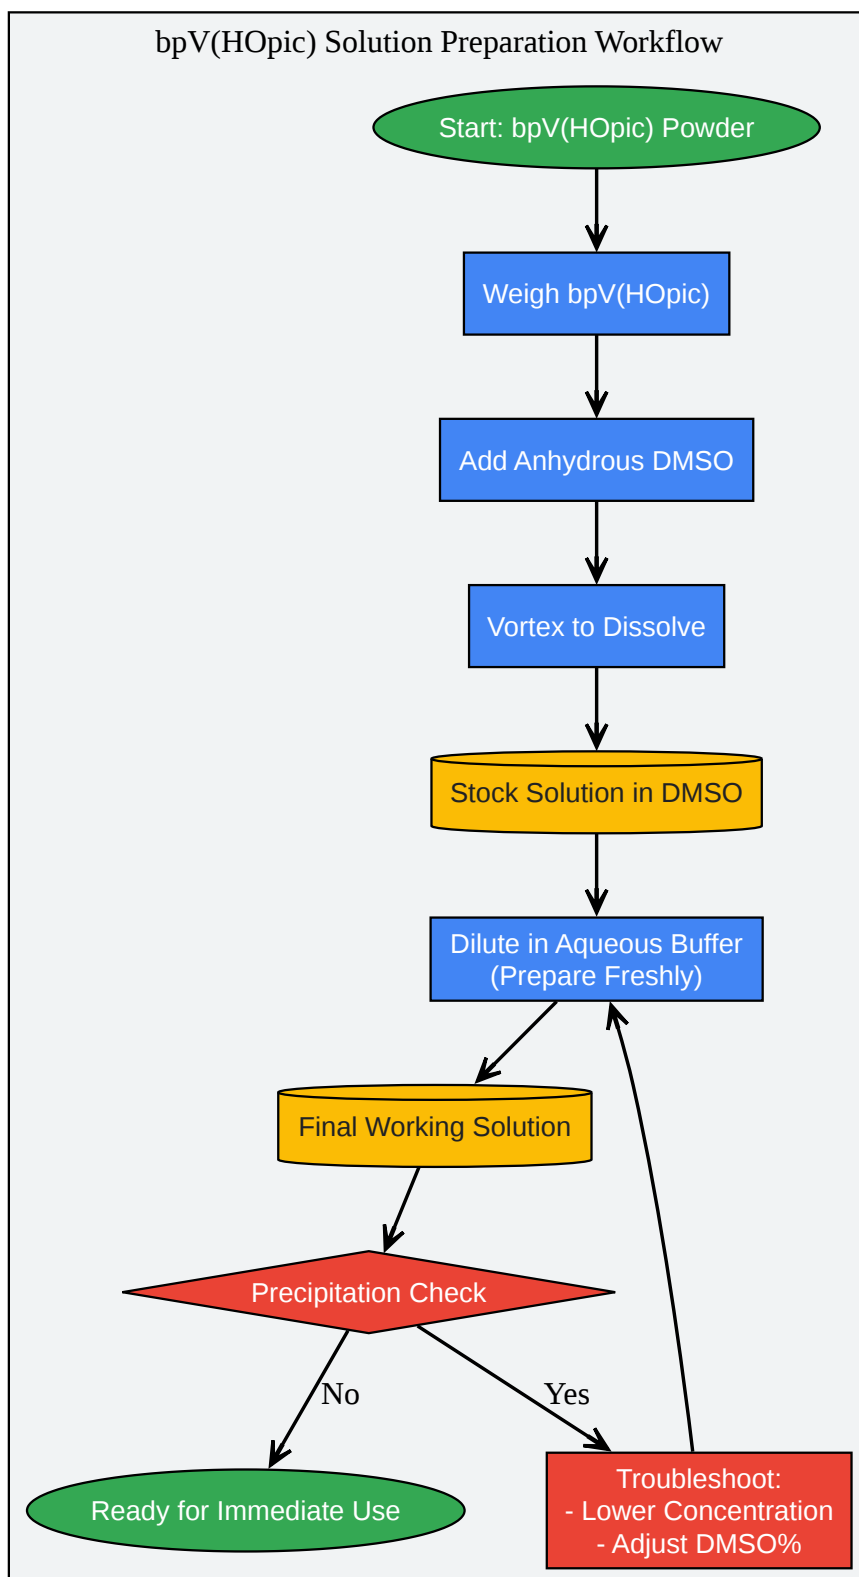 bpV(HOpic) Solution Preparation Workflow
Start: bpV(HOpic) Powder
Weigh bpV(HOpic)
Add Anhydrous DMSO
Vortex to Dissolve
Stock Solution in DMSO
Dilute in Aqueous Buffer
(Prepare Freshly)
Final Working Solution
Precipitation Check
No
Yes
Ready for Immediate Use
Troubleshoot:
- Lower Concentration
- Adjust DMSO%